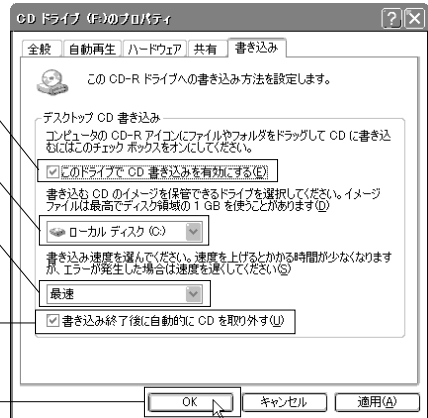 CD ドライブ (F:)のプロパティ
全般 自動再生 ハードウェア 共有 書き込み
この CD-R ドライブへの書き込み方法を設定します。
デスクトップ CD 書き込み
コンピュータの CD-R アイコンにファイルやフォルダをドラッグして CD に書き込
むにはこのチェック ボックスをオンにしてください。
このドライブで CD 書き込みを有効にする(E)
書き込む CD のイメージを保管できるドライブを選択してください。イメージ
ファイルは最高でディスク領域の 1 GB を使うことがあります(D)
ローカル ディスク (C:)
書き込み速度を選んでください。速度を上げるとかかる時間が少なくなります
が、エラーが発生した場合は速度を遅くしてください(S)
最速
書き込み終了後に自動的に CD を取り外す(U)
OK キャンセル 適用(A)